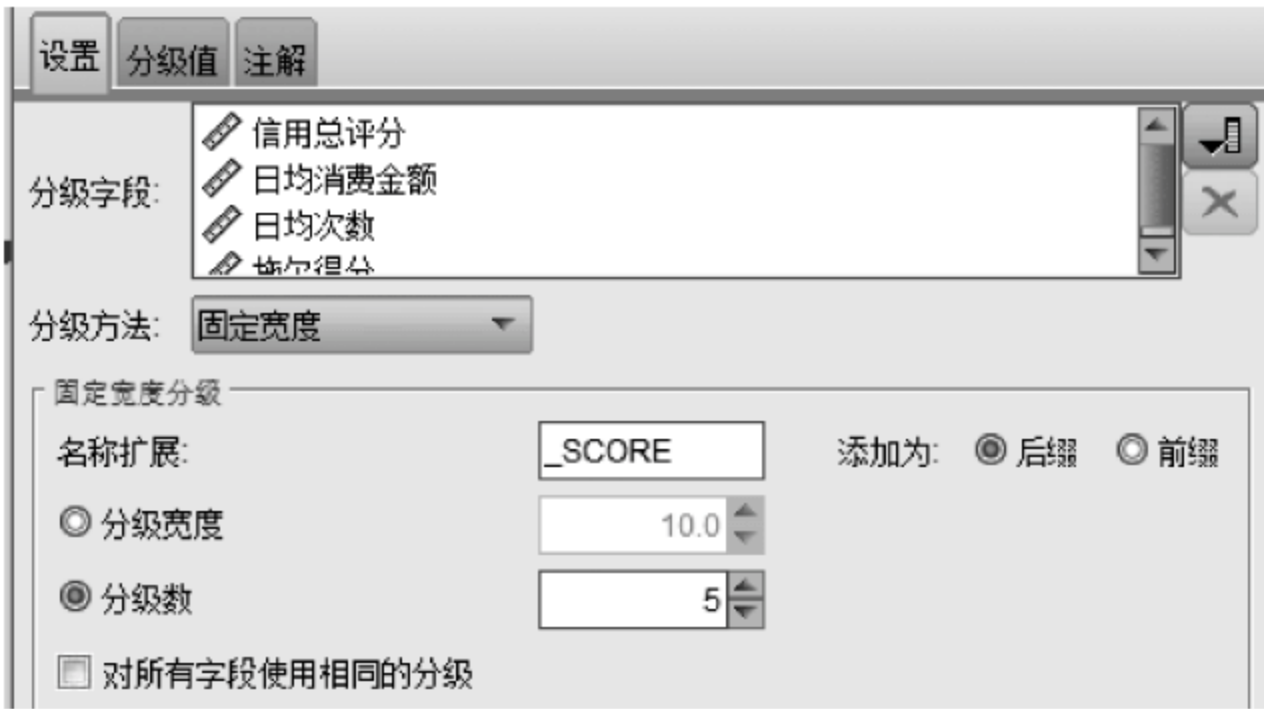 设置 分级值 注解
分级字段:
信用总评分
日均消费金额
日均次数
分级方法: 固定宽度
固定宽度分级
名称扩展: _SCORE 添加为: 后缀 前缀
分级宽度 10.0
分级数 5
对所有字段使用相同的分级